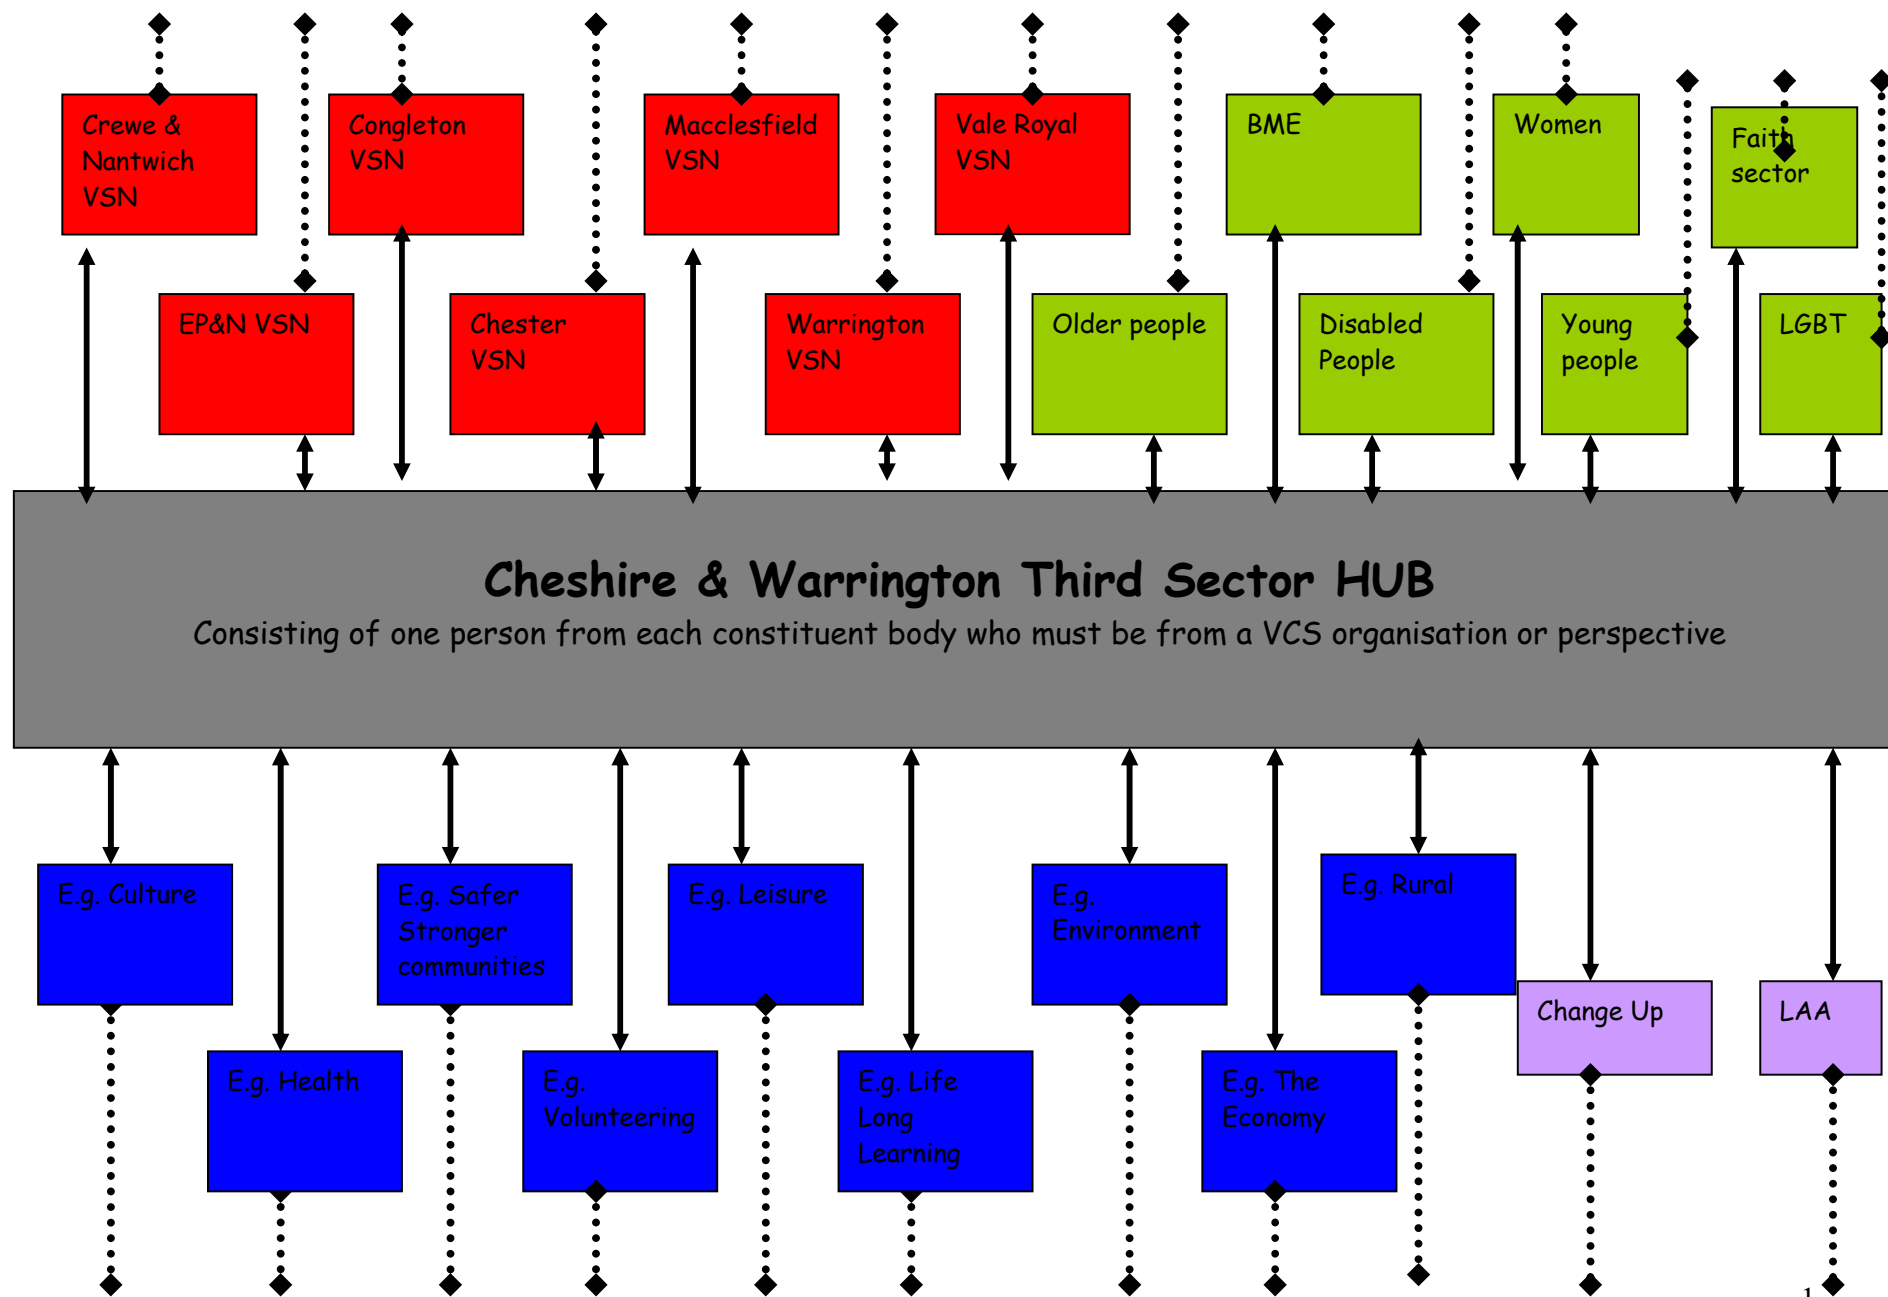 Crewe &
Nantwich
VSN
Congleton
VSN
Macclesfield
VSN
Vale Royal
VSN
BME
Women
Faith
sector
EP&N VSN
Chester
VSN
Warrington
VSN
Older people
Disabled
People
Young
people
LGBT
Cheshire & Warrington Third Sector HUB
Consisting of one person from each constituent body who must be from a VCS organisation or perspective
E.g. Culture
E.g. Safer
Stronger
communities
E.g. Leisure
E.g.
Environment
E.g. Rural
Change Up
LAA
E.g. Health
E.g.
Volunteering
E.g. Life
Long
Learning
E.g. The
Economy
1